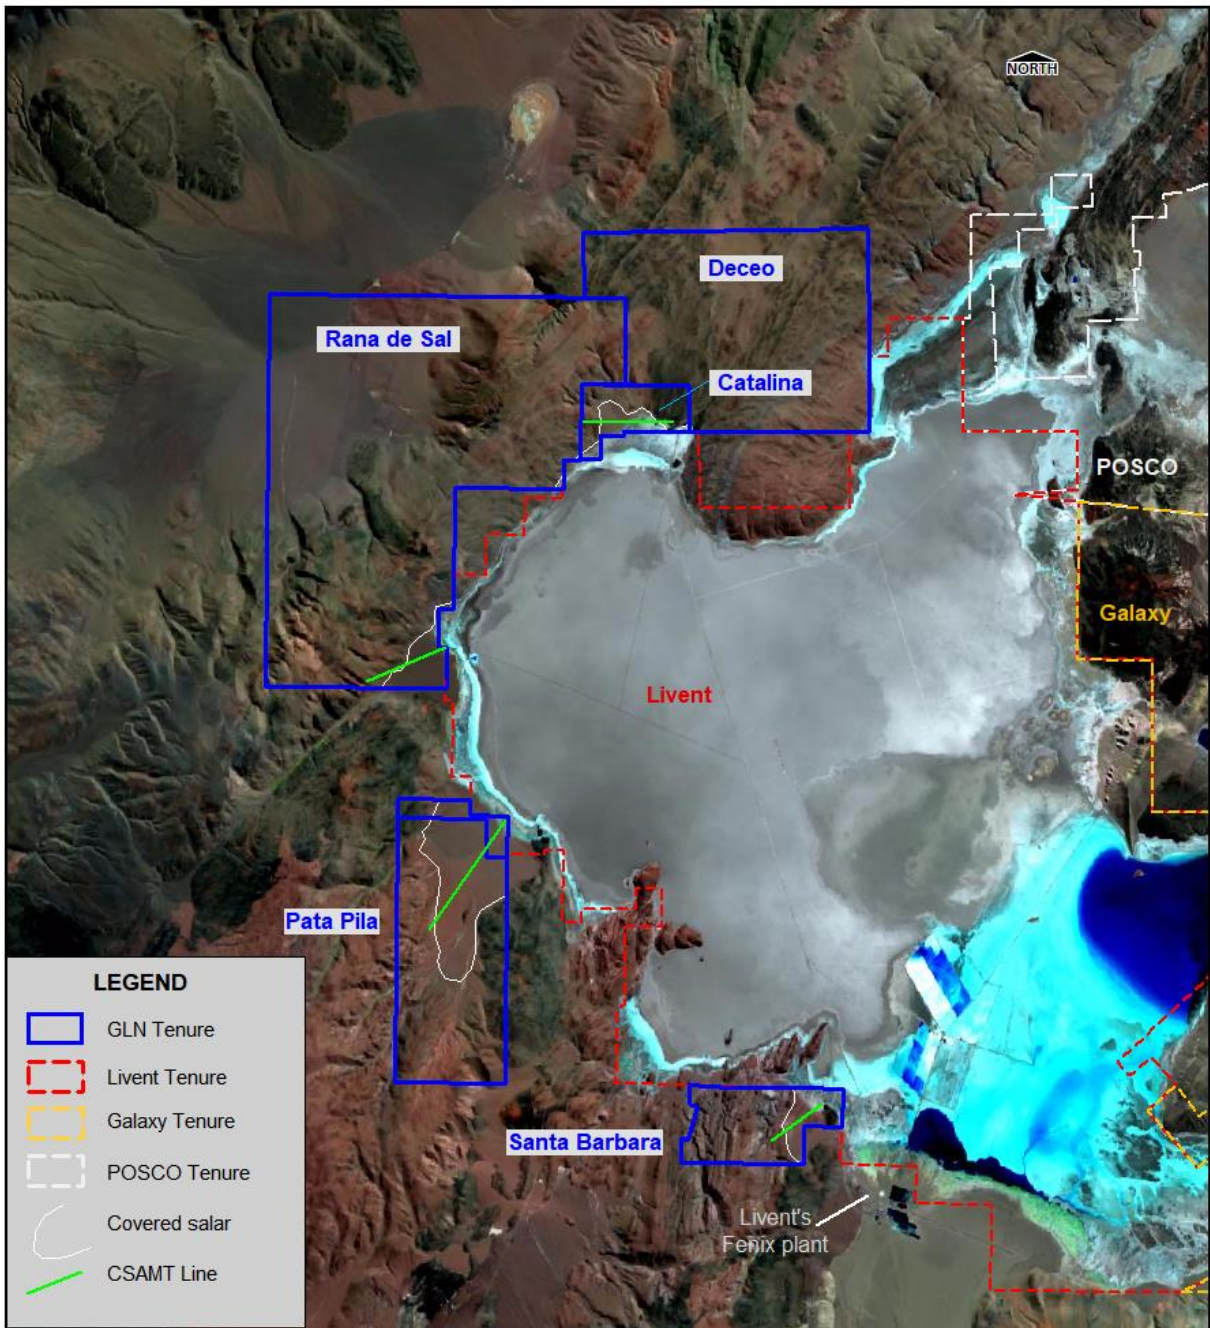 NORTH
Deceo
Rana de Sal
Catalina
POSCO
Galaxy
Livent
Pata Pila
Santa Barbara
Livent's
Fenix plant
LEGEND
GLN Tenure
Livent Tenure
Galaxy Tenure
POSCO Tenure
Covered salar
CSAMT Line